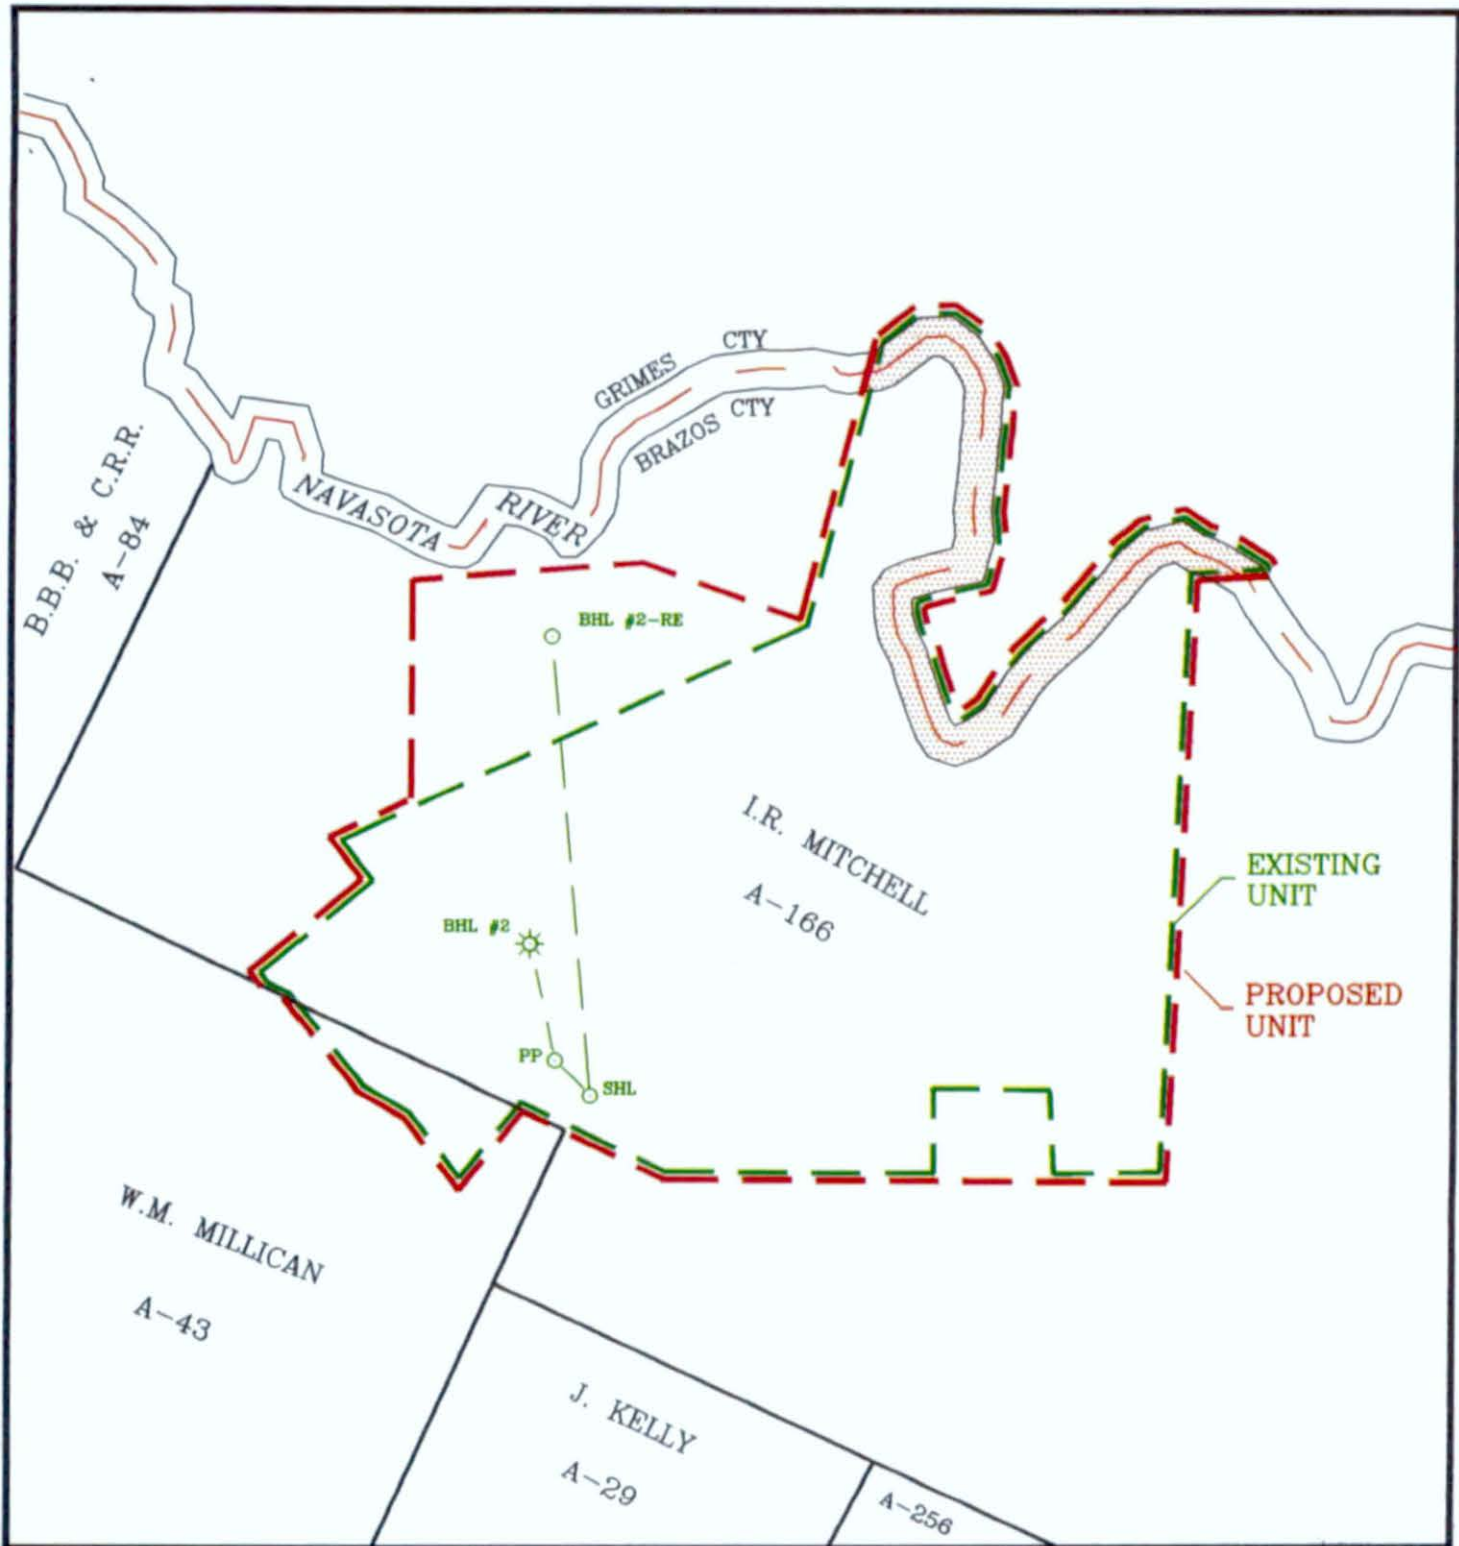 GRIMES CTY
BRAZOS CTY
B.B.B. & C.R.R.
A-84
NAVASOTA RIVER
BHL #2-RE
I.R. MITCHELL
A-166
EXISTING
UNIT
BHL #2
PROPOSED
UNIT
PP
SHL
W.M. MILLICAN
A-43
J. KELLY
A-29
A-256